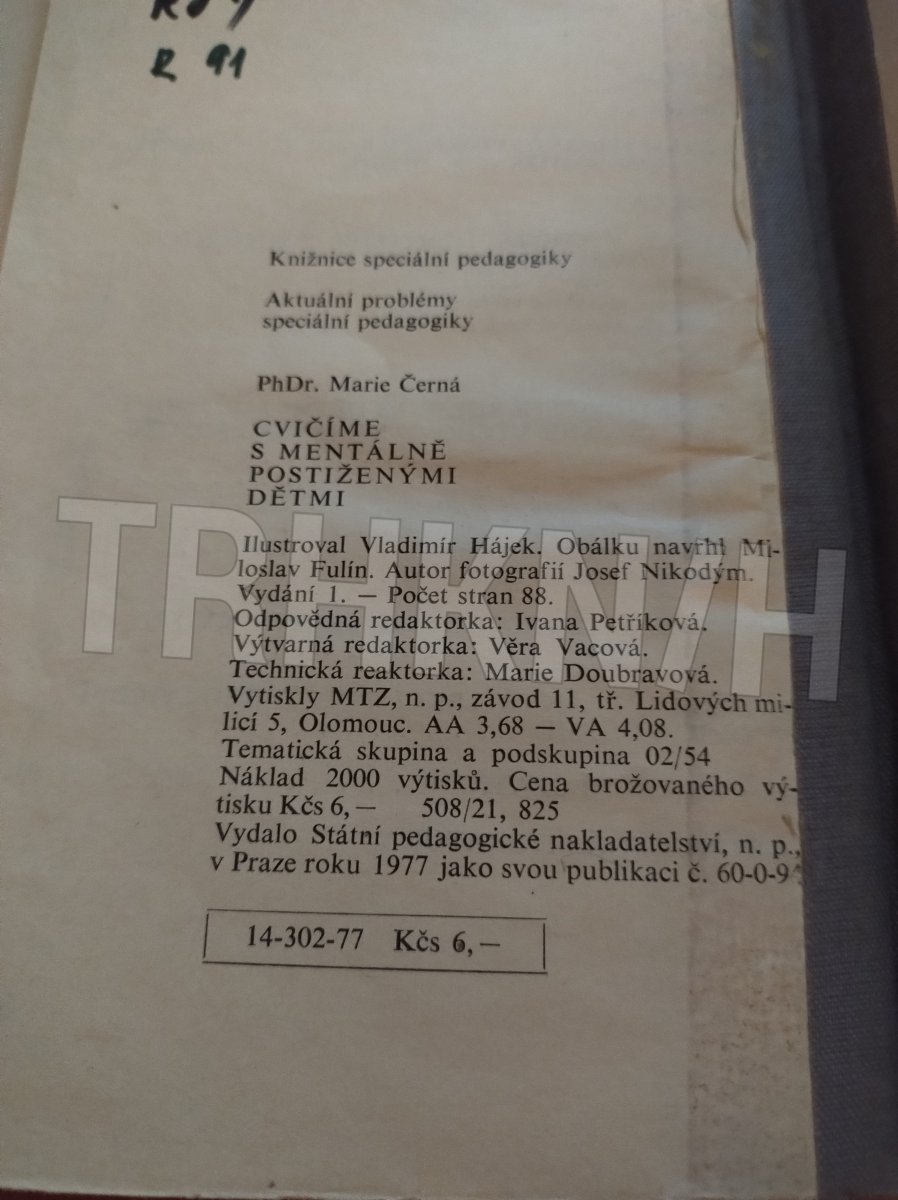 R 91
Knižnice speciální pedagogiky
Aktuální problémy
speciální pedagogiky
PhDr. Marie Černá
CVIČÍME
S MENTÁLNĚ
POSTIŽENÝMI
DĚTMI
TRHKNIH
Ilustroval Vladimír Hájek. Obálku navrhl Mi-
loslav Fulín. Autor fotografií Josef Nikodým.
Vydání 1. — Počet stran 88.
Odpovědná redaktorka: Ivana Petříková.
Výtvarná redaktorka: Věra Vacová.
Technická reaktorka: Marie Doubravová.
Vytiskly MTZ, n. p., závod 11, tř. Lidových mi-
licí 5, Olomouc. AA 3,68 — VA 4,08.
Tematická skupina a podskupina 02/54
Náklad 2000 výtisků. Cena brožovaného vý-
tisku Kčs 6,— 508/21, 825
Vydalo Státní pedagogické nakladatelství, n. p.,
v Praze roku 1977 jako svou publikaci č.
14-302-77 Kčs 6,—